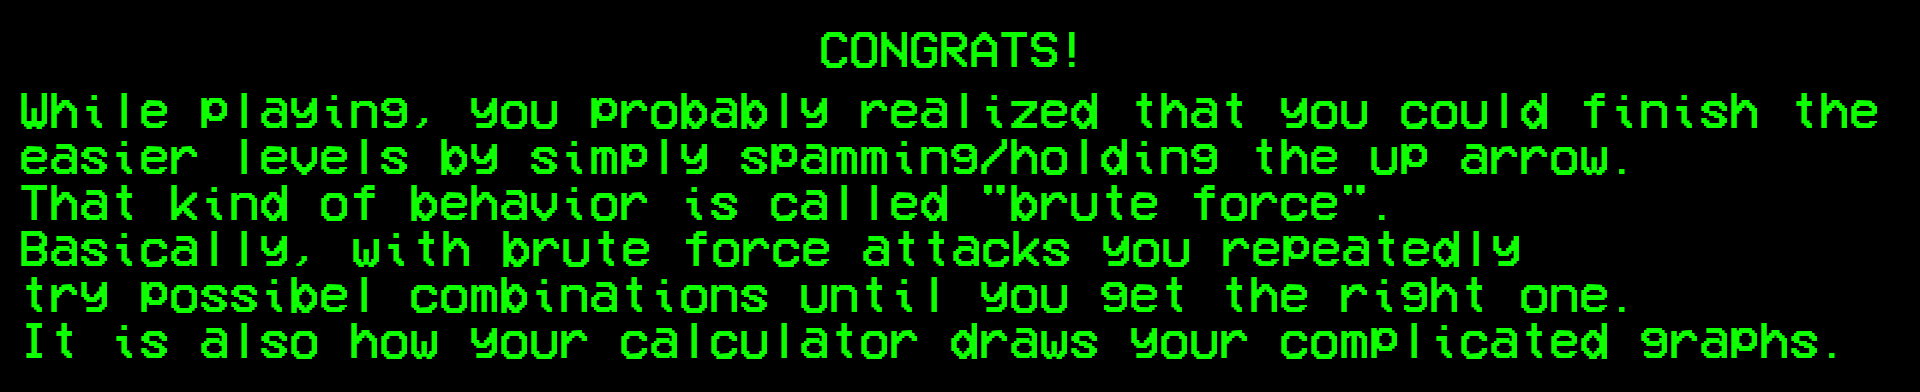 CONGRATS!
While playing, you probably realized that you could finish the
easier levels by simply spamming/holding the up arrow.
That kind of behavior is called "brute force".
Basically, with brute force attacks you repeatedly
try possibel combinations until you get the right one.
It is also how your calculator draws your complicated graphs.